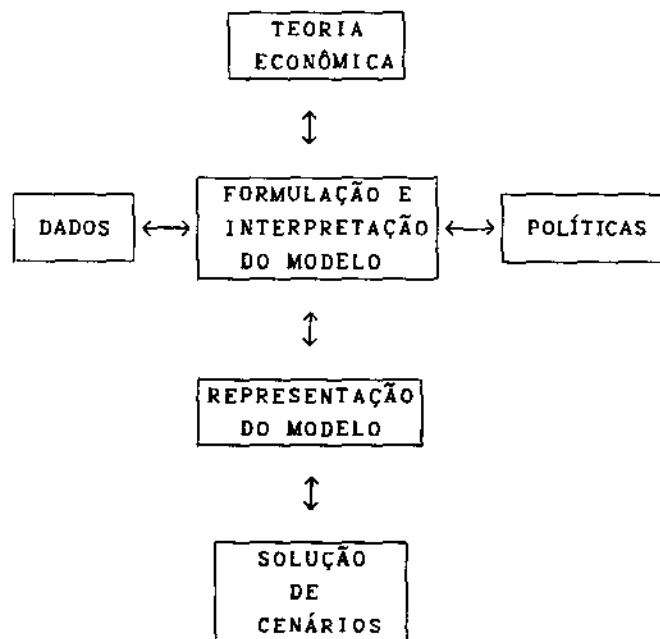 TEORIA
ECONÔMICA
DADOS
FORMULAÇÃO E
INTERPRETAÇÃO
DO MODELO
POLÍTICAS
REPRESENTAÇÃO
DO MODELO
SOLUÇÃO
DE
CENÁRIOS